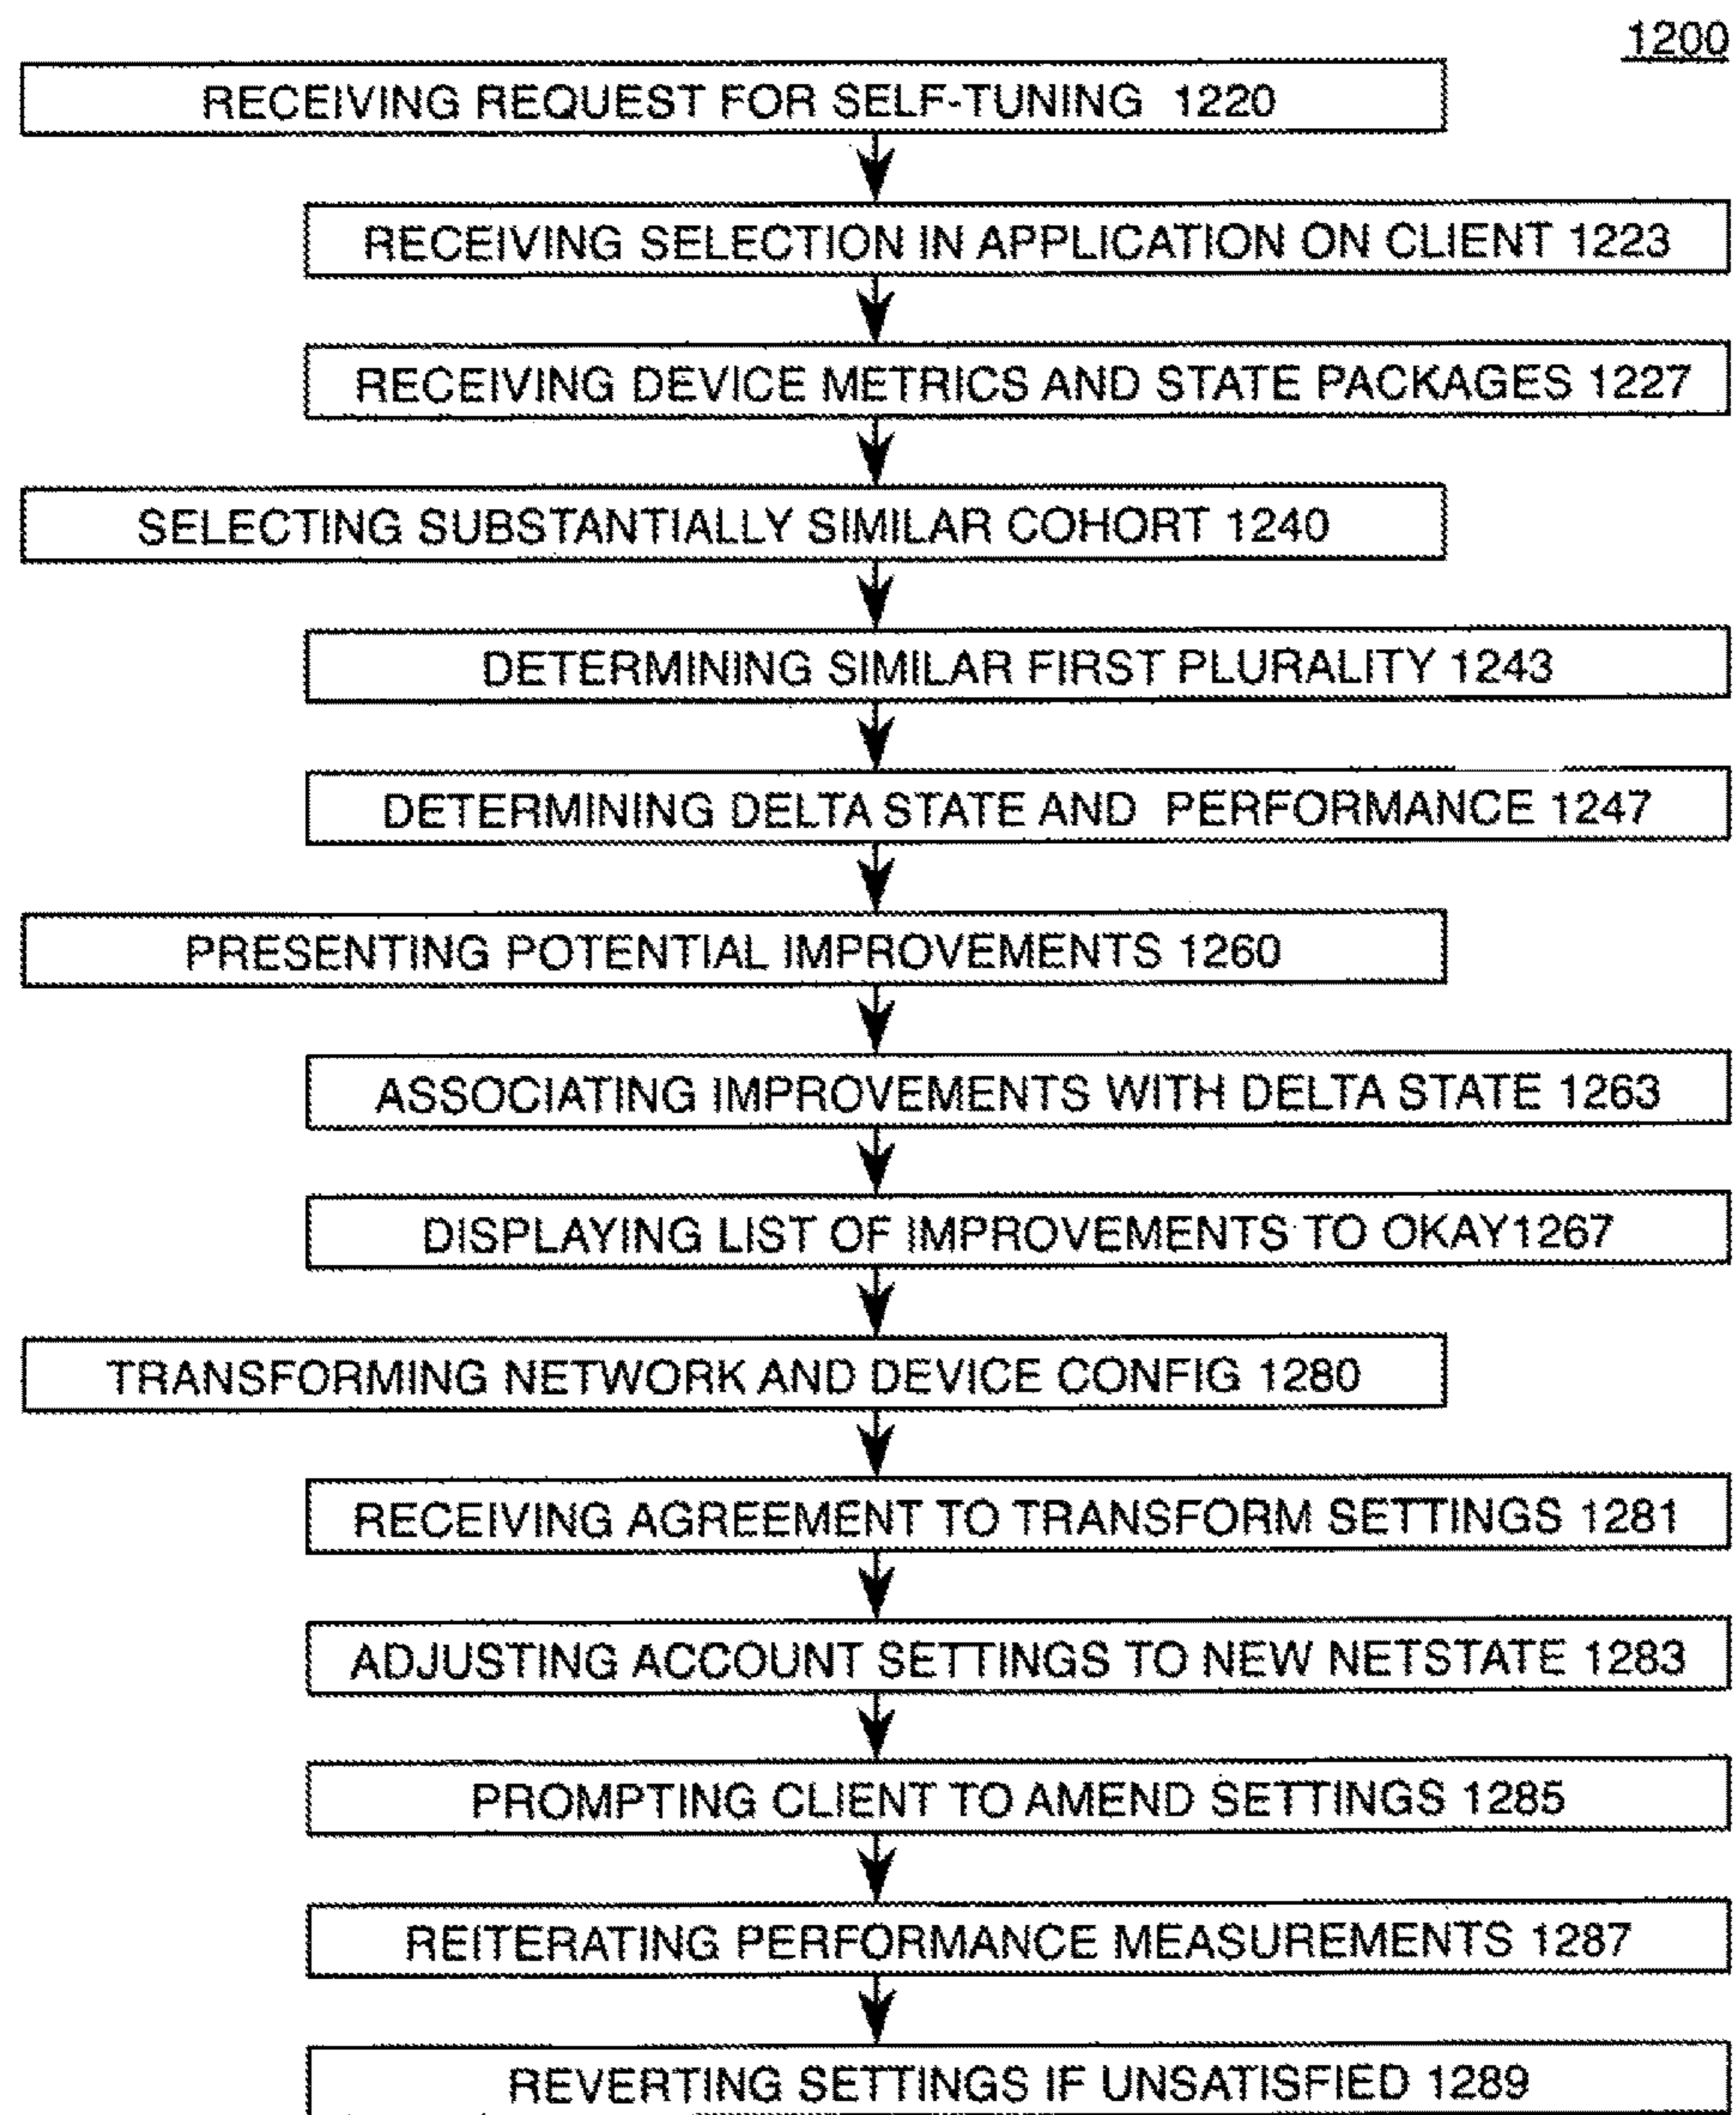 1200
RECEIVING REQUEST FOR SELF-TUNING 1220
RECEIVING SELECTION IN APPLICATION ON CLIENT 1223
RECEIVING DEVICE METRICS AND STATE PACKAGES 1227
SELECTING SUBSTANTIALLY SIMILAR COHORT 1240
DETERMINING SIMILAR FIRST PLURALITY 1243
DETERMINING DELTA STATE AND PERFORMANCE 1247
PRESENTING POTENTIAL IMPROVEMENTS 1260
ASSOCIATING IMPROVEMENTS WITH DELTA STATE 1263
DISPLAYING LIST OF IMPROVEMENTS TO OKAY1267
TRANSFORMING NETWORK AND DEVICE CONFIG 1280
RECEIVING AGREEMENT TO TRANSFORM SETTINGS 1281
ADJUSTING ACCOUNT SETTINGS TO NEW NETSTATE 1283
PROMPTING CLIENT TO AMEND SETTINGS 1285
REITERATING PERFORMANCE MEASUREMENTS 1287
REVERTING SETTINGS IF UNSATISFIED 1289